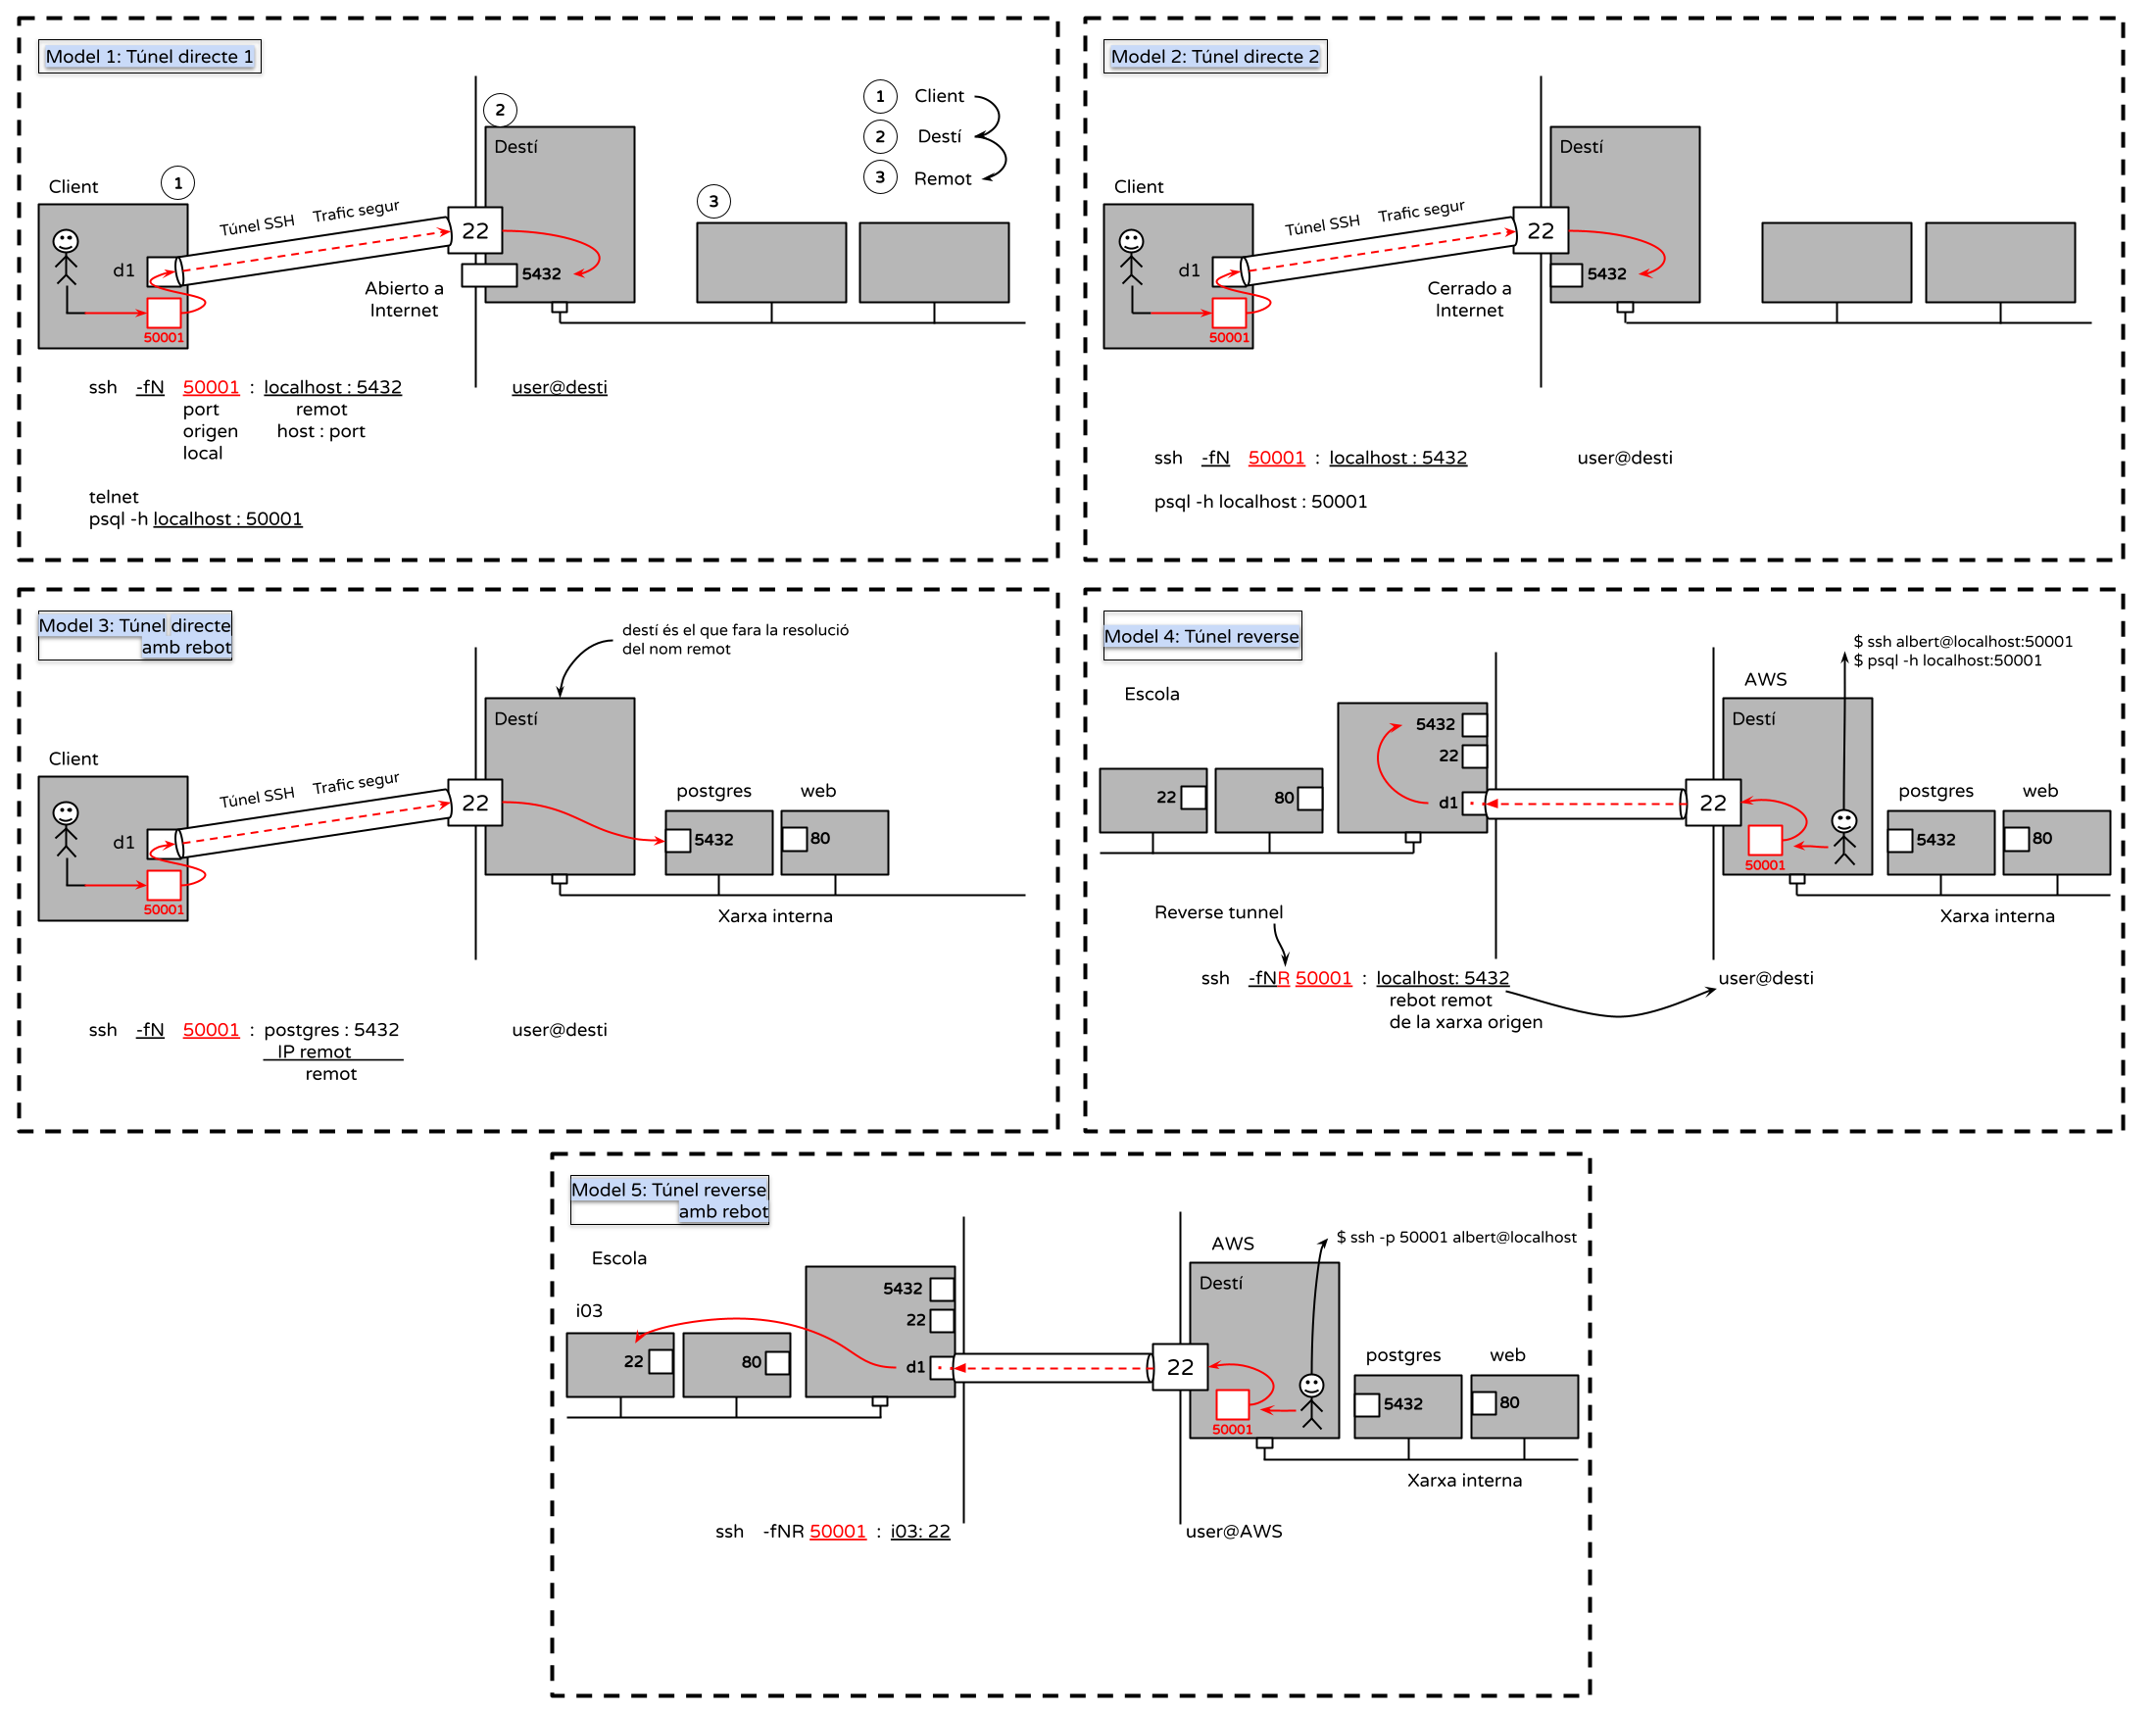 Model 1: Túnel directe 1
1 Client
2 Destí
3 Remot
2
Destí
Client
1
Túnel SSH Trafic segur
3
22
d1
5432
Abierto a
Internet
50001
ssh -fN 50001 : localhost : 5432 user@desti
port remot
origen host : port
local
telnet
psql -h localhost : 50001
Model 2: Túnel directe 2
Destí
Client
Túnel SSH Trafic segur
22
d1
5432
Cerrado a
Internet
50001
ssh -fN 50001 : localhost : 5432 user@desti
psql -h localhost : 50001
Model 3: Túnel directe
amb rebot
destí és el que fara la resolució
del nom remot
Destí
Client
Túnel SSH Trafic segur
22
postgres web
d1
5432 80
50001
Xarxa interna
ssh -fN 50001 : postgres : 5432 user@desti
IP remot
remot
Model 4: Túnel reverse
$ ssh albert@localhost:50001
$ psql -h localhost:50001
AWS
Escola
Destí
5432
22
22 80 d1
22
postgres web
5432 80
50001
Xarxa interna
Reverse tunnel
ssh -fNR 50001 : localhost: 5432 user@desti
rebot remot
de la xarxa origen
Model 5: Túnel reverse
amb rebot
$ ssh -p 50001 albert@localhost
AWS
Escola
Destí
5432
i03
22
22 80 d1
22
postgres web
5432 80
50001
Xarxa interna
ssh -fNR 50001 : i03: 22 user@AWS